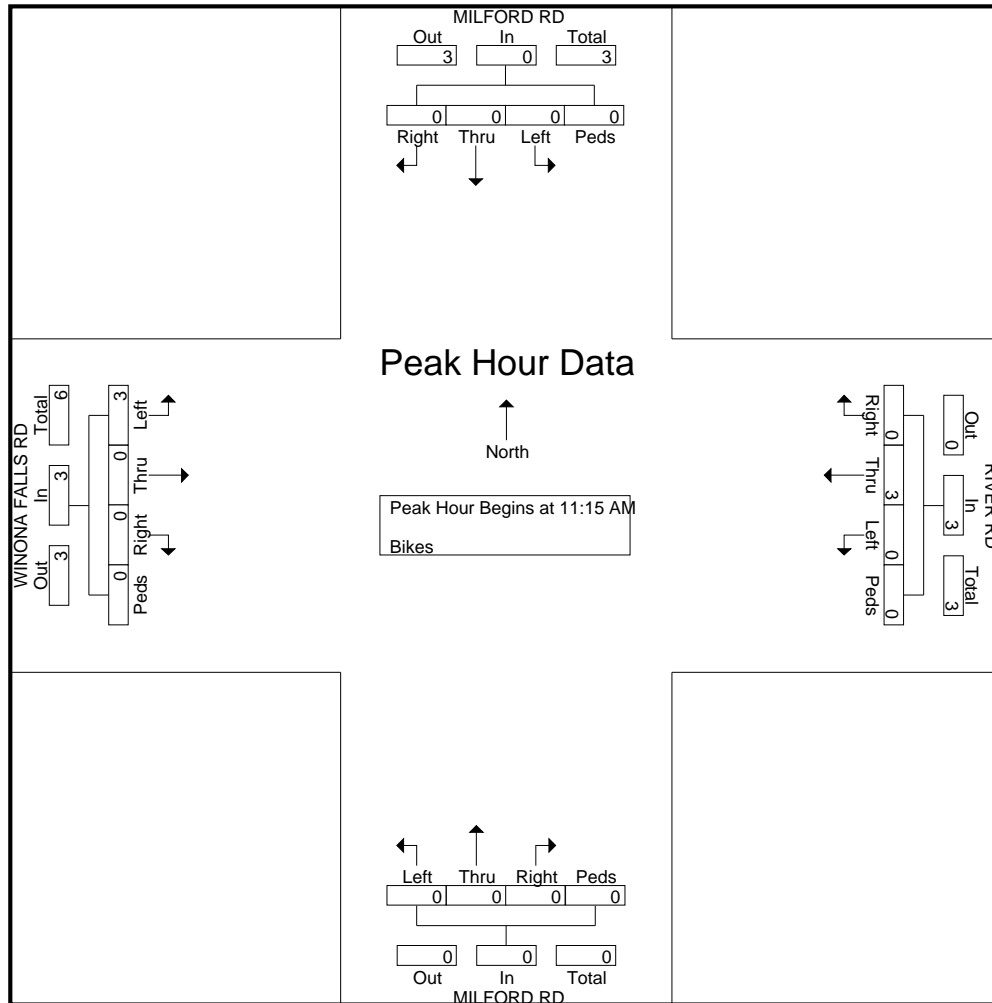 MILFORD RD
Out In Total
3 0 3
0 0 0 0
Right Thru Left Peds
Peak Hour Data
North
Peak Hour Begins at 11:15 AM
Bikes
WINONA FALLS RD
Out In Total
3 3 6
0 0 0 3
Peds Right Thru Left
RIVER RD
Out In Total
0 3 3
0 3 0 0
Right Thru Left Peds
Left Thru Right Peds
0 0 0 0
0 0 0
Out In Total
MILFORD RD